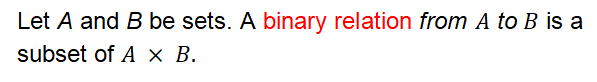 Let A and B be sets. A binary relation from A to B is a
subset of A × B.